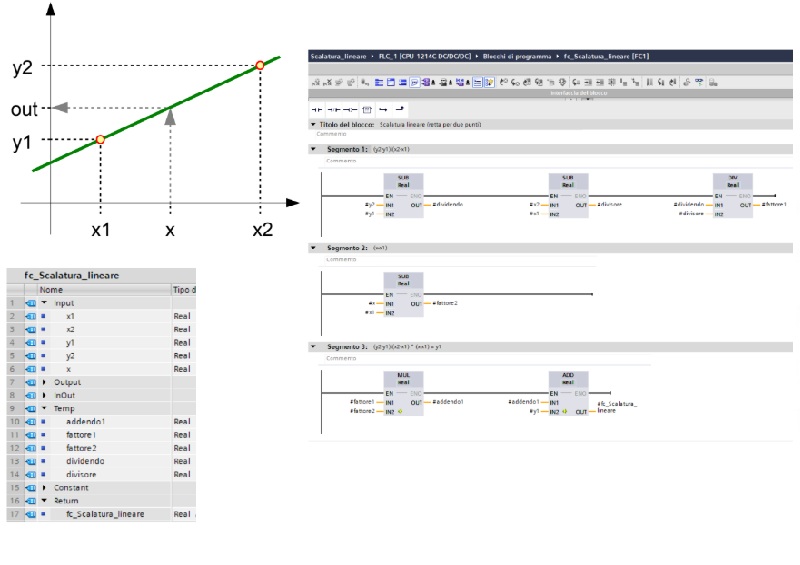 y2
out
y1
x1
x
x2
Scalatura_lineare • PLC_1 [CPU 1214C DC/DC/DC] • Blocchi di programma • fc_Scalatura_lineare [FC1]
Interfaccia del blocco
Titolo del blocco: Scalatura lineare (retta per due punti)
Commento
Segmento 1: (y2-y1)/(x2-x1)
Commento
SUB
Real
EN ENO
#y2 IN1 OUT #dividendo
#y1 IN2
SUB
Real
EN ENO
#x2 IN1 OUT #divisore
#x1 IN2
DIV
Real
EN ENO
#dividendo IN1 OUT #fattore1
#divisore IN2
Segmento 2: (x-x1)
Commento
SUB
Real
EN ENO
#x IN1 OUT #fattore2
#x1 IN2
Segmento 3: (y2-y1)/(x2-x1) * (x-x1) + y1
Commento
MUL
Real
EN ENO
#fattore1 IN1 OUT #addendo1
#fattore2 IN2
ADD
Real
EN ENO
#addendo1 IN1
#y1 IN2 OUT #fc_Scalatura_
lineare
fc_Scalatura_lineare
Nome Tipo d
1 Input
2 x1 Real
3 x2 Real
4 y1 Real
5 y2 Real
6 x Real
7 Output
8 InOut
9 Temp
10 addendo1 Real
11 fattore1 Real
12 fattore2 Real
13 dividendo Real
14 divisore Real
15 Constant
16 Return
17 fc_Scalatura_lineare Real